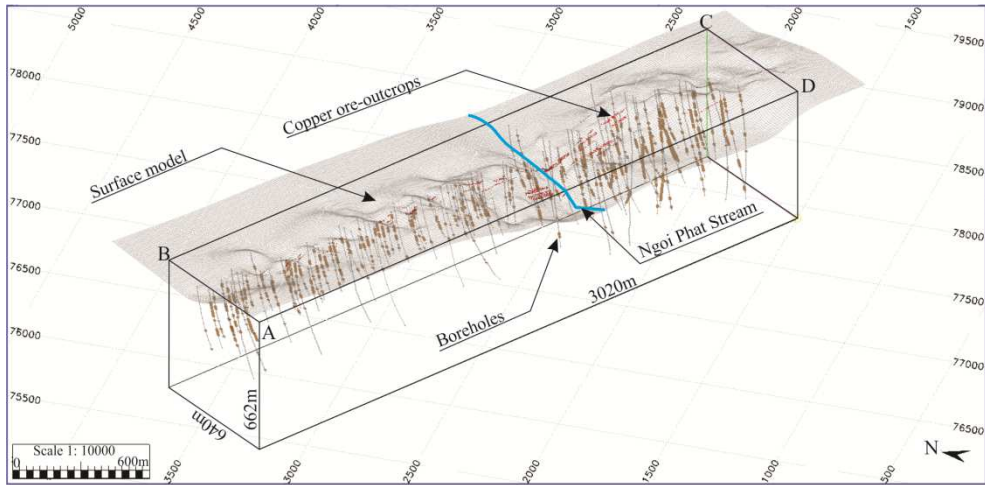 5000
4500
4000
3500
3000
2500
2000
1500
C
79500
78000
D
Copper ore-outcrops
79000
77500
Surface model
78500
77000
B
Ngoi Phat Stream
78000
76500
A
3020m
Boreholes
77500
76000
662m
77000
75500
640m
76500
N
Scale 1: 10000
0
600m
3500
3000
2500
2000
1500
1000
500